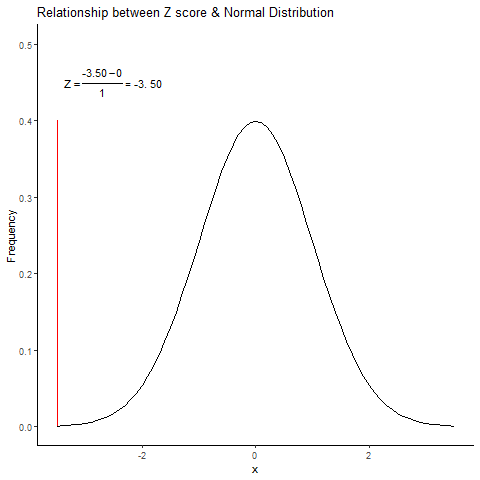 Relationship between Z score & Normal Distribution
0.5
Z = -3.50 − 0 / 1 = -3. 50
0.4
0.3
0.2
0.1
0.0
Frequency
-2 0 2
x